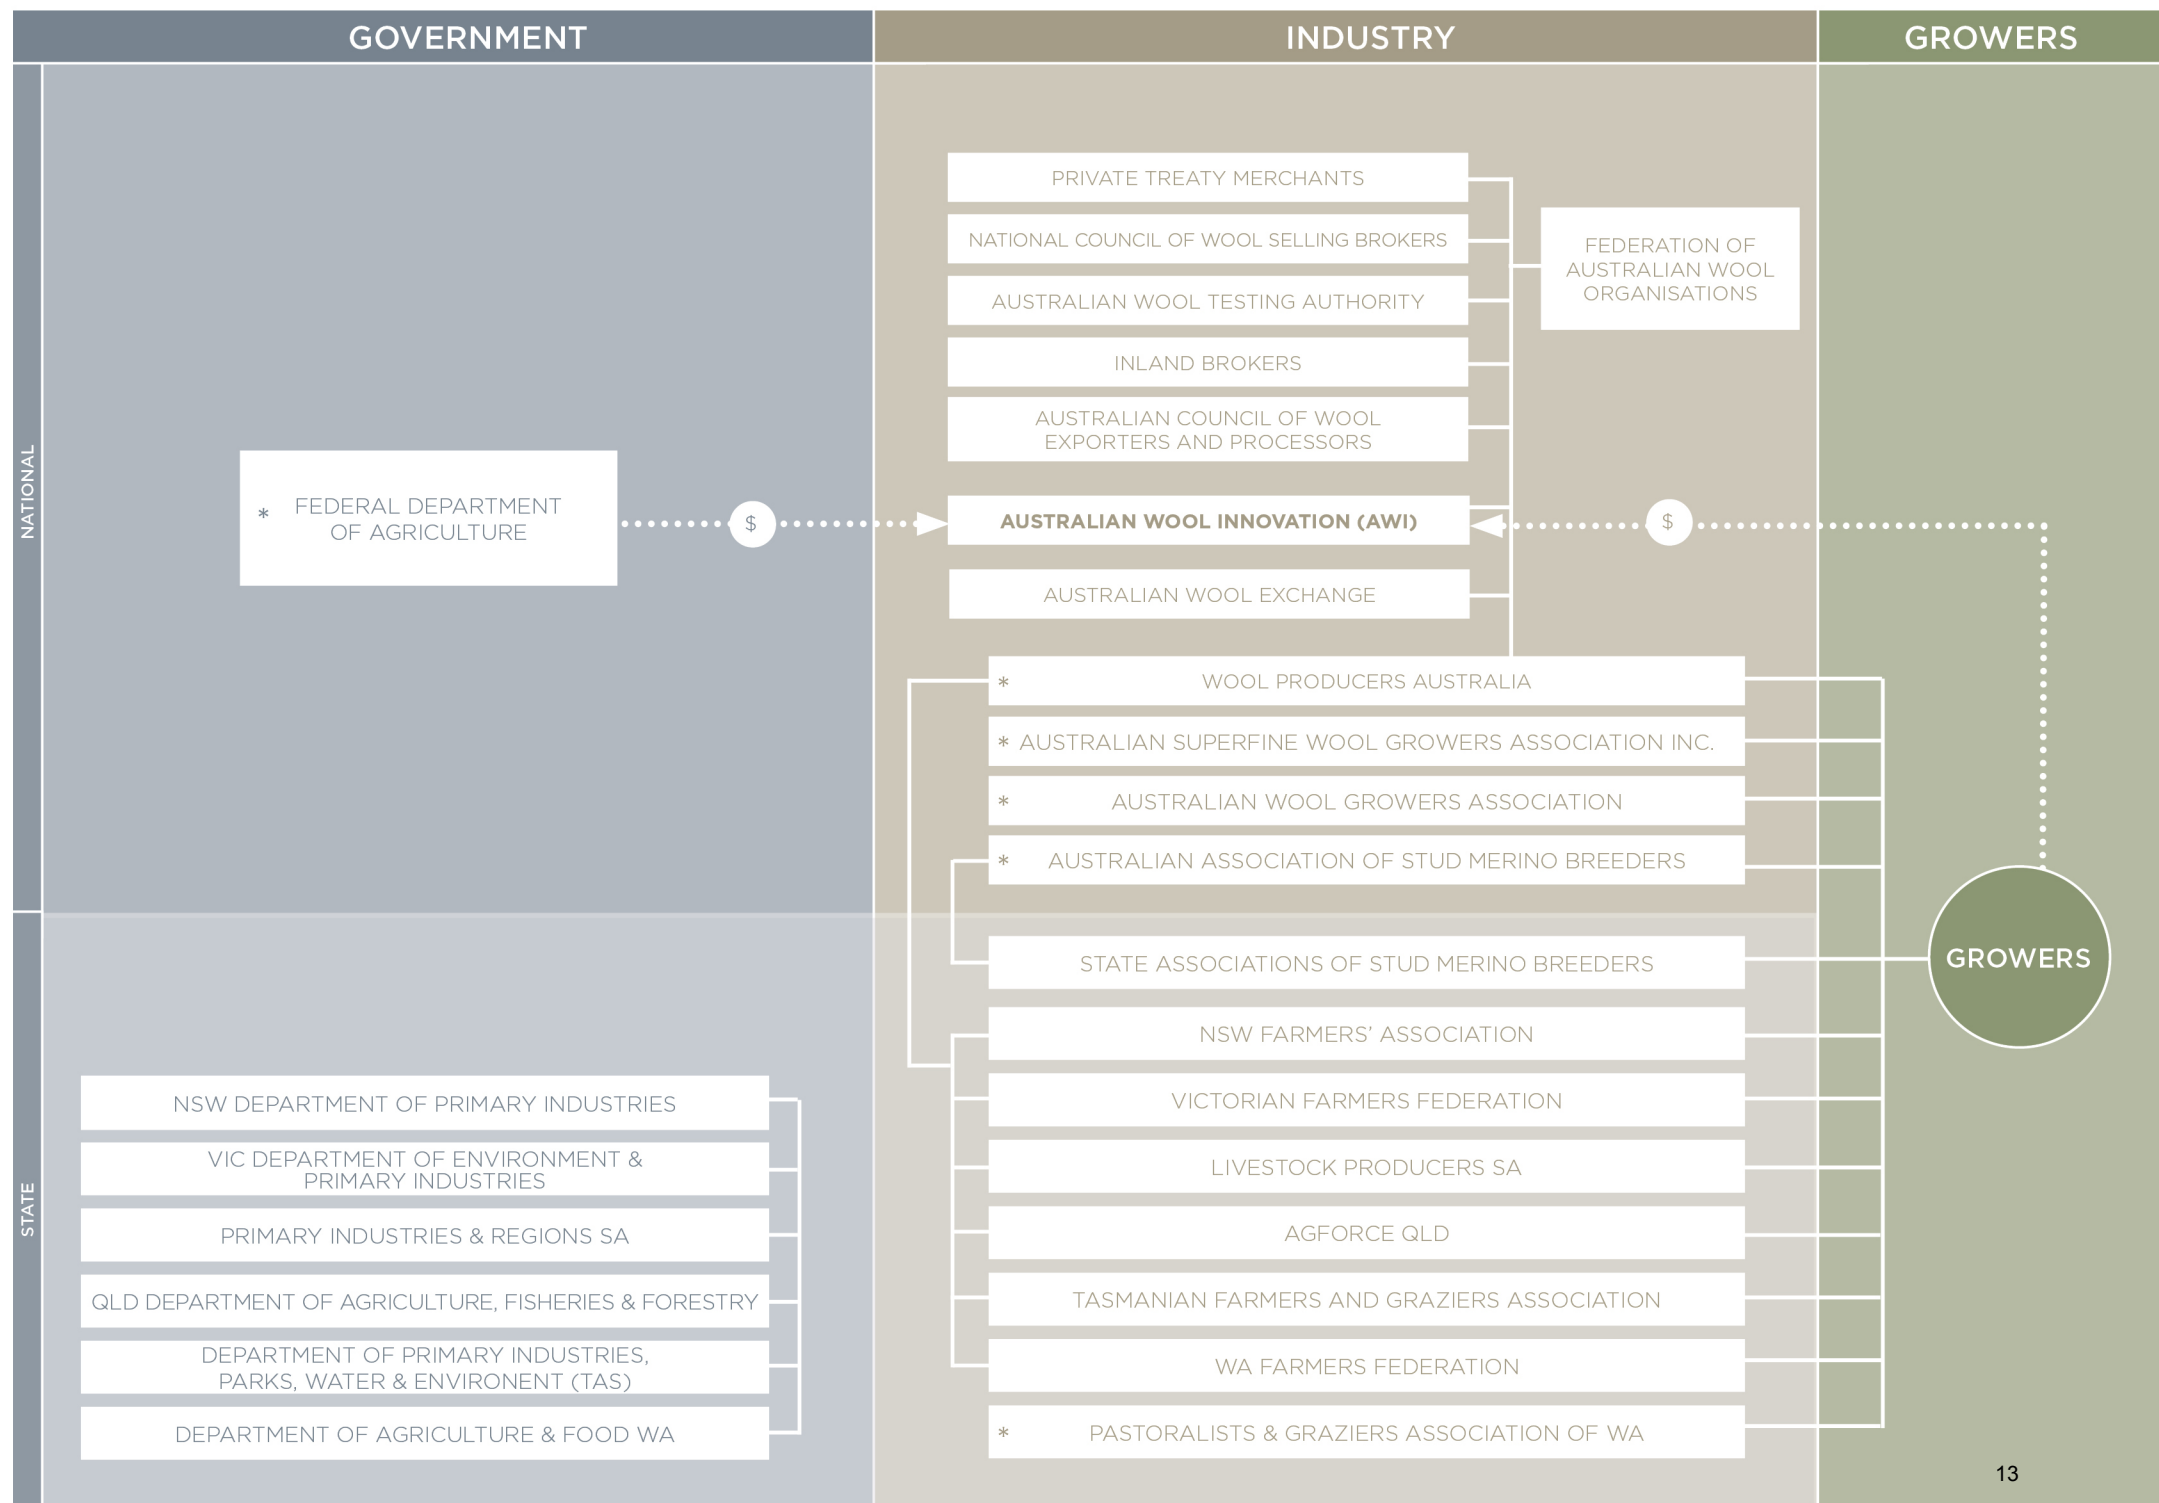 GOVERNMENT
INDUSTRY
GROWERS
NATIONAL
* FEDERAL DEPARTMENT
OF AGRICULTURE
$
PRIVATE TREATY MERCHANTS
NATIONAL COUNCIL OF WOOL SELLING BROKERS
AUSTRALIAN WOOL TESTING AUTHORITY
INLAND BROKERS
AUSTRALIAN COUNCIL OF WOOL
EXPORTERS AND PROCESSORS
AUSTRALIAN WOOL INNOVATION (AWI)
AUSTRALIAN WOOL EXCHANGE
FEDERATION OF
AUSTRALIAN WOOL
ORGANISATIONS
$
* WOOL PRODUCERS AUSTRALIA
* AUSTRALIAN SUPERFINE WOOL GROWERS ASSOCIATION INC.
* AUSTRALIAN WOOL GROWERS ASSOCIATION
* AUSTRALIAN ASSOCIATION OF STUD MERINO BREEDERS
STATE
NSW DEPARTMENT OF PRIMARY INDUSTRIES
VIC DEPARTMENT OF ENVIRONMENT &
PRIMARY INDUSTRIES
PRIMARY INDUSTRIES & REGIONS SA
QLD DEPARTMENT OF AGRICULTURE, FISHERIES & FORESTRY
DEPARTMENT OF PRIMARY INDUSTRIES,
PARKS, WATER & ENVIRONENT (TAS)
DEPARTMENT OF AGRICULTURE & FOOD WA
STATE ASSOCIATIONS OF STUD MERINO BREEDERS
NSW FARMERS’ ASSOCIATION
VICTORIAN FARMERS FEDERATION
LIVESTOCK PRODUCERS SA
AGFORCE QLD
TASMANIAN FARMERS AND GRAZIERS ASSOCIATION
WA FARMERS FEDERATION
* PASTORALISTS & GRAZIERS ASSOCIATION OF WA
GROWERS
13